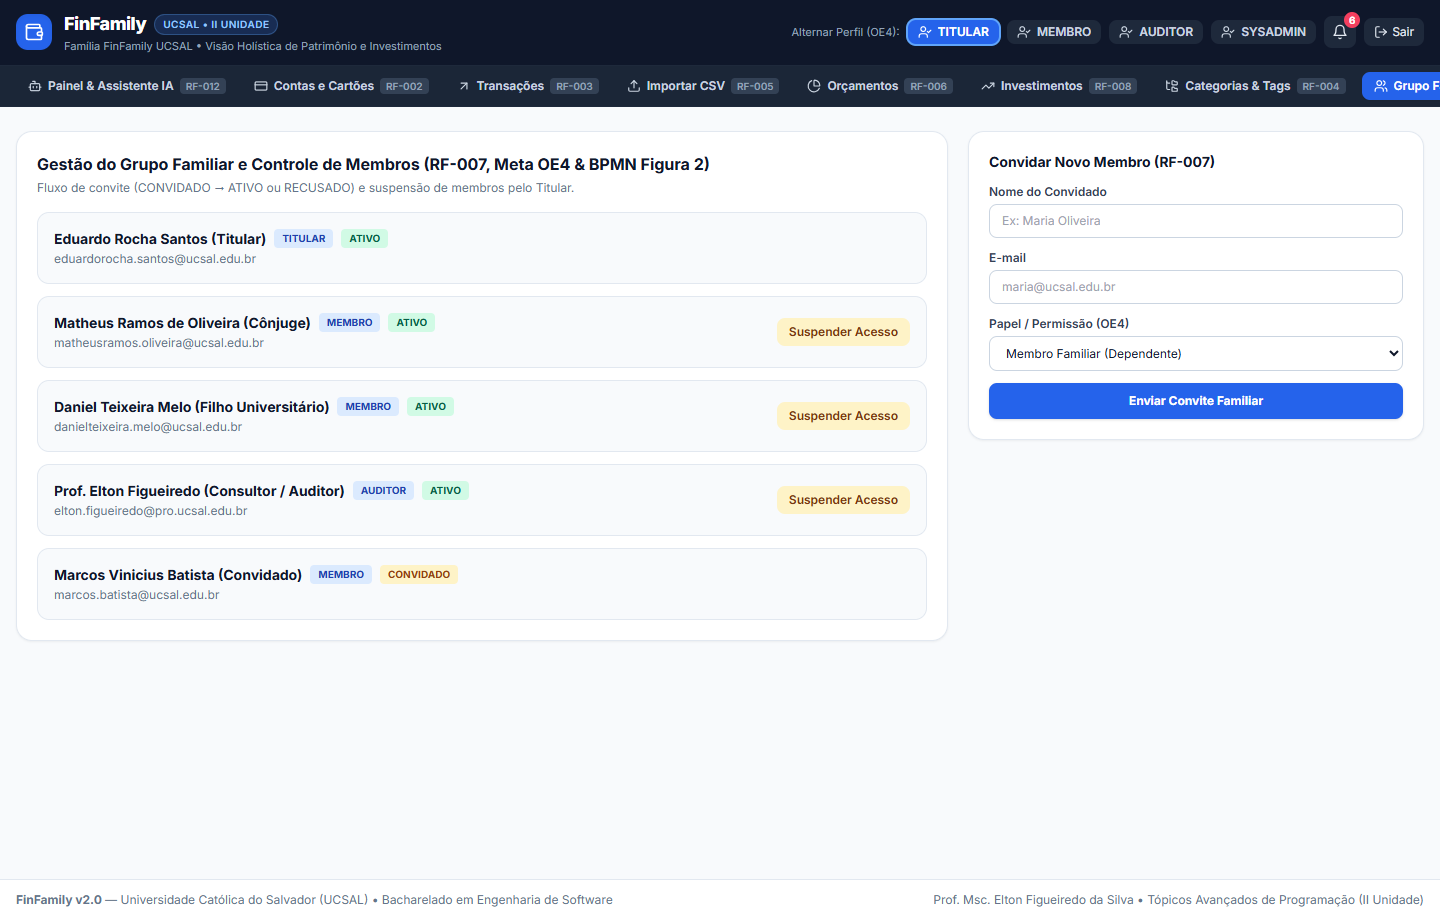 FinFamily UCSAL • II UNIDADE
Família FinFamily UCSAL • Visão Holística de Patrimônio e Investimentos
Alternar Perfil (OE4): TITULAR MEMBRO AUDITOR SYSADMIN 6 Sair
Painel & Assistente IA RF-012 Contas e Cartões RF-002 Transações RF-003 Importar CSV RF-005 Orçamentos RF-006 Investimentos RF-008 Categorias & Tags RF-004 Grupo F
Gestão do Grupo Familiar e Controle de Membros (RF-007, Meta OE4 & BPMN Figura 2)
Fluxo de convite (CONVIDADO → ATIVO ou RECUSADO) e suspensão de membros pelo Titular.
Eduardo Rocha Santos (Titular) TITULAR ATIVO
eduardorocha.santos@ucsal.edu.br
Matheus Ramos de Oliveira (Cônjuge) MEMBRO ATIVO
matheusramos.oliveira@ucsal.edu.br
Suspender Acesso
Daniel Teixeira Melo (Filho Universitário) MEMBRO ATIVO
danielteixeira.melo@ucsal.edu.br
Suspender Acesso
Prof. Elton Figueiredo (Consultor / Auditor) AUDITOR ATIVO
elton.figueiredo@pro.ucsal.edu.br
Suspender Acesso
Marcos Vinicius Batista (Convidado) MEMBRO CONVIDADO
marcos.batista@ucsal.edu.br
Convidar Novo Membro (RF-007)
Nome do Convidado
Ex: Maria Oliveira
E-mail
maria@ucsal.edu.br
Papel / Permissão (OE4)
Membro Familiar (Dependente)
Enviar Convite Familiar
FinFamily v2.0 — Universidade Católica do Salvador (UCSAL) • Bacharelado em Engenharia de Software
Prof. Msc. Elton Figueiredo da Silva • Tópicos Avançados de Programação (II Unidade)